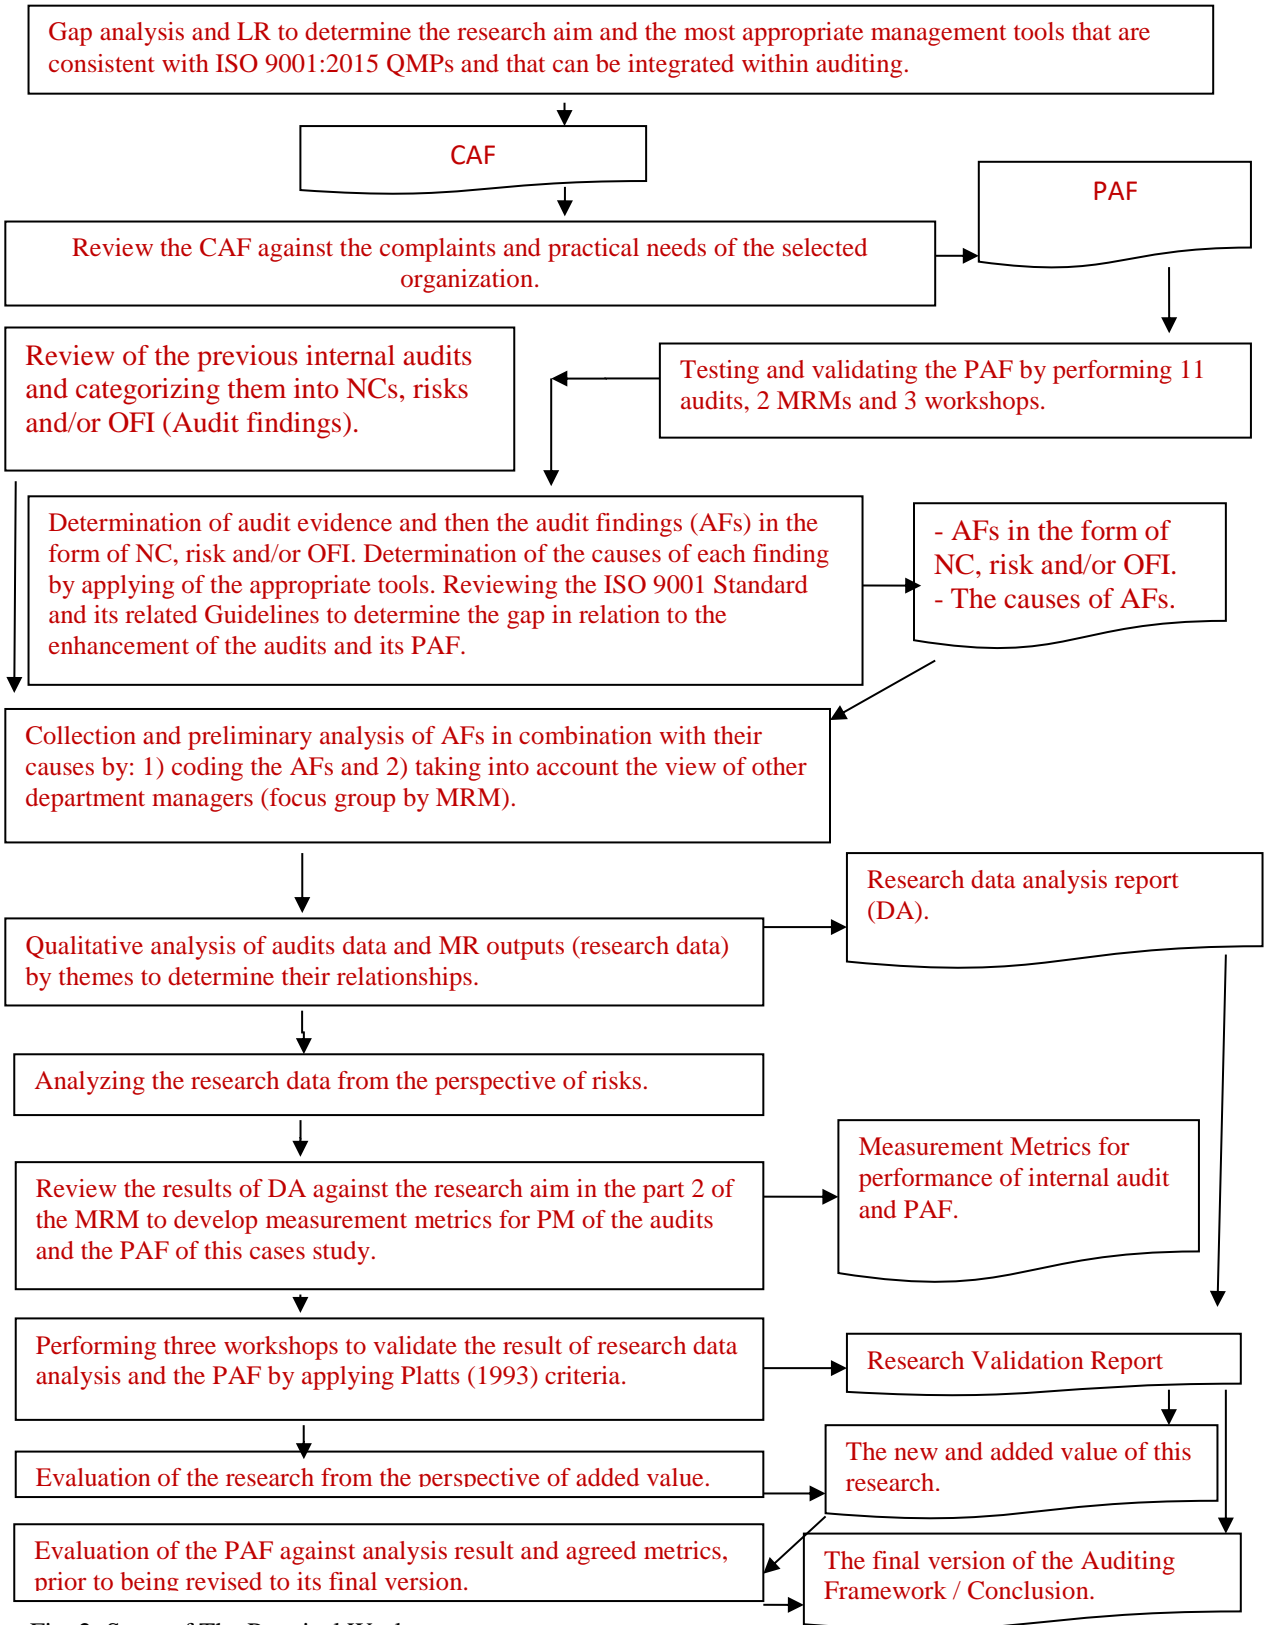 Gap analysis and LR to determine the research aim and the most appropriate management tools that are
consistent with ISO 9001:2015 QMPs and that can be integrated within auditing.
CAF
PAF
Review the CAF against the complaints and practical needs of the selected
organization.
Review of the previous internal audits
and categorizing them into NCs, risks
and/or OFI (Audit findings).
Testing and validating the PAF by performing 11
audits, 2 MRMs and 3 workshops.
Determination of audit evidence and then the audit findings (AFs) in the
form of NC, risk and/or OFI. Determination of the causes of each finding
by applying of the appropriate tools. Reviewing the ISO 9001 Standard
and its related Guidelines to determine the gap in relation to the
enhancement of the audits and its PAF.
- AFs in the form of
NC, risk and/or OFI.
- The causes of AFs.
Collection and preliminary analysis of AFs in combination with their
causes by: 1) coding the AFs and 2) taking into account the view of other
department managers (focus group by MRM).
Research data analysis report
(DA).
Qualitative analysis of audits data and MR outputs (research data)
by themes to determine their relationships.
Analyzing the research data from the perspective of risks.
Measurement Metrics for
performance of internal audit
and PAF.
Review the results of DA against the research aim in the part 2 of
the MRM to develop measurement metrics for PM of the audits
and the PAF of this cases study.
Performing three workshops to validate the result of research data
analysis and the PAF by applying Platts (1993) criteria.
Research Validation Report
The new and added value of this
research.
Evaluation of the research from the perspective of added value.
Evaluation of the PAF against analysis result and agreed metrics,
prior to being revised to its final version.
The final version of the Auditing
Framework / Conclusion.